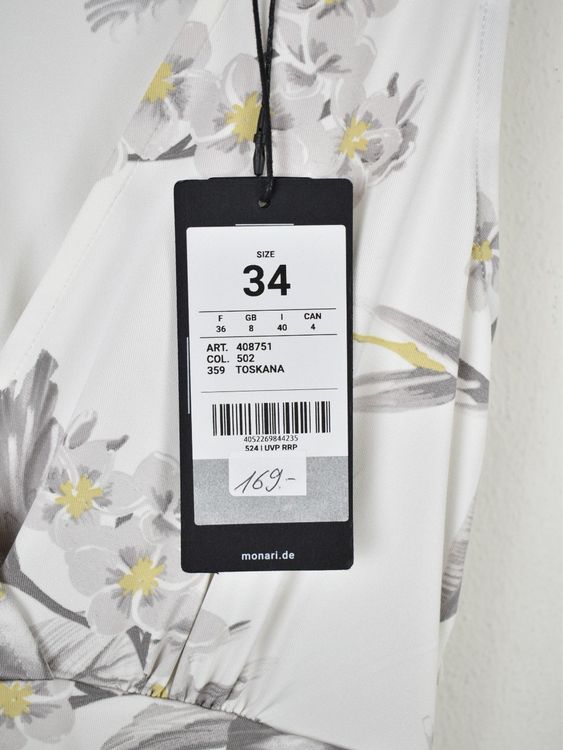 SIZE
34
F GB I CAN
36 8 40 4
ART. 408751
COL. 502
359 TOSKANA
4052269844235
524 | UVP RRP
169.-
monari.de